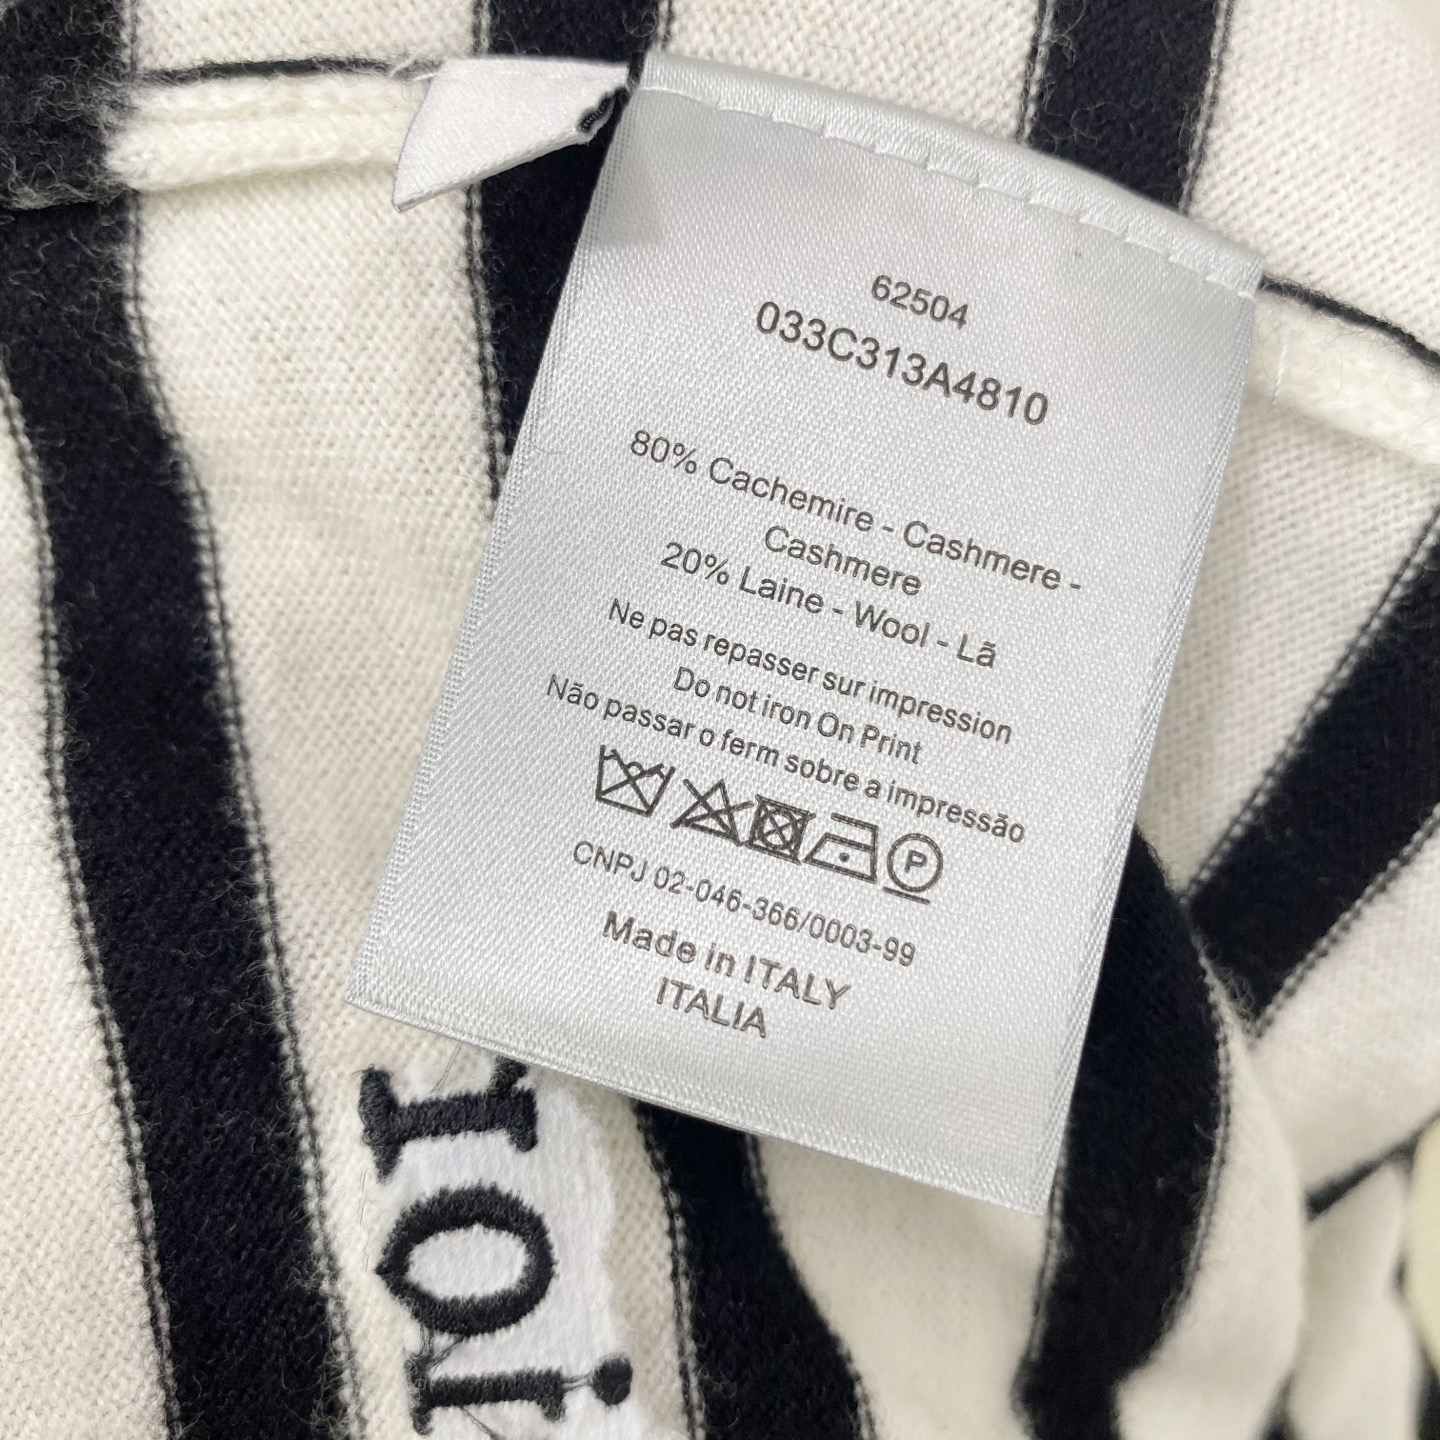 62504
033C313A4810
80% Cachemire - Cashmere -
Cashmere
20% Laine - Wool - Lã
Ne pas repasser sur impression
Do not iron On Print
Não passar o ferm sobre a impressão
P
CNPJ 02-046-366/0003-99
Made in ITALY
ITALIA